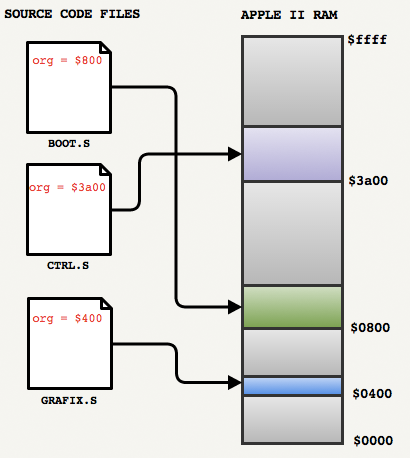 SOURCE CODE FILES
APPLE II RAM
org = $800
BOOT.S
org = $3a00
CTRL.S
org = $400
GRAFIX.S
$ffff
$3a00
$0800
$0400
$0000